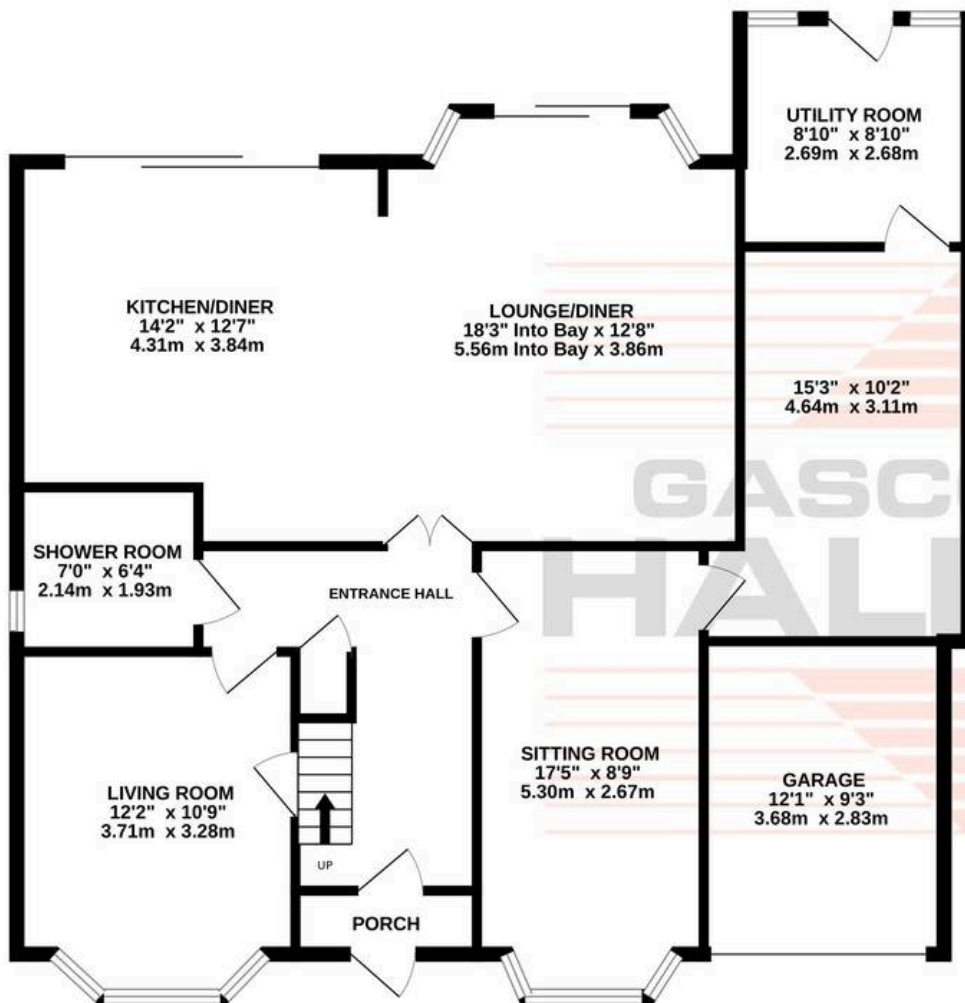 UTILITY ROOM
8'10" x 8'10"
2.69m x 2.68m
KITCHEN/DINER
14'2" x 12'7"
4.31m x 3.84m
LOUNGE/DINER
18'3" Into Bay x 12'8"
5.56m Into Bay x 3.86m
15'3" x 10'2"
4.64m x 3.11m
GASC
HALL
SHOWER ROOM
7'0" x 6'4"
2.14m x 1.93m
ENTRANCE HALL
LIVING ROOM
12'2" x 10'9"
3.71m x 3.28m
UP
PORCH
SITTING ROOM
17'5" x 8'9"
5.30m x 2.67m
GARAGE
12'1" x 9'3"
3.68m x 2.83m